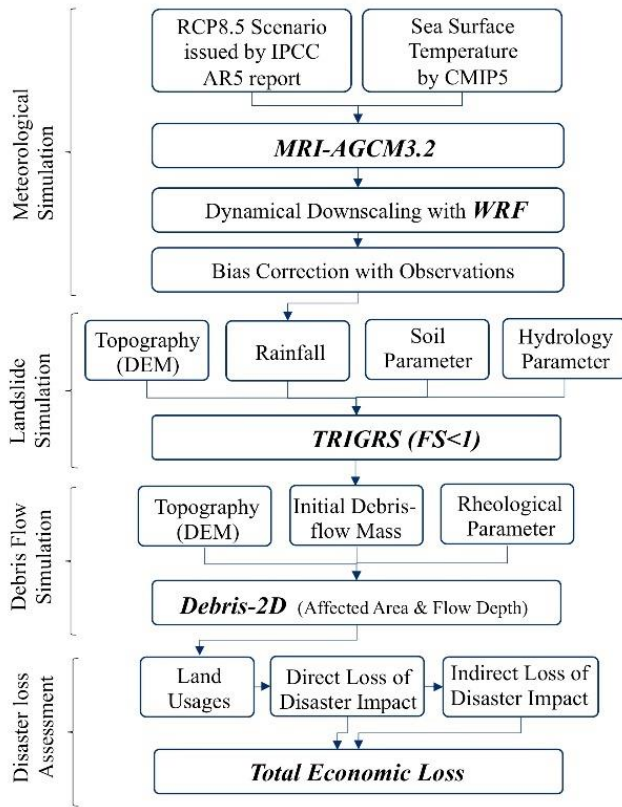 Meteorological
Simulation
RCP8.5 Scenario
issued by IPCC
AR5 report
Sea Surface
Temperature
by CMIP5
MRI-AGCM3.2
Dynamical Downscaling with WRF
Bias Correction with Observations
Landslide
Simulation
Topography
(DEM)
Rainfall
Soil
Parameter
Hydrology
Parameter
TRIGRS (FS<1)
Debris Flow
Simulation
Topography
(DEM)
Initial Debris-
flow Mass
Rheological
Parameter
Debris-2D (Affected Area & Flow Depth)
Disaster loss
Assessment
Land
Usages
Direct Loss of
Disaster Impact
Indirect Loss of
Disaster Impact
Total Economic Loss